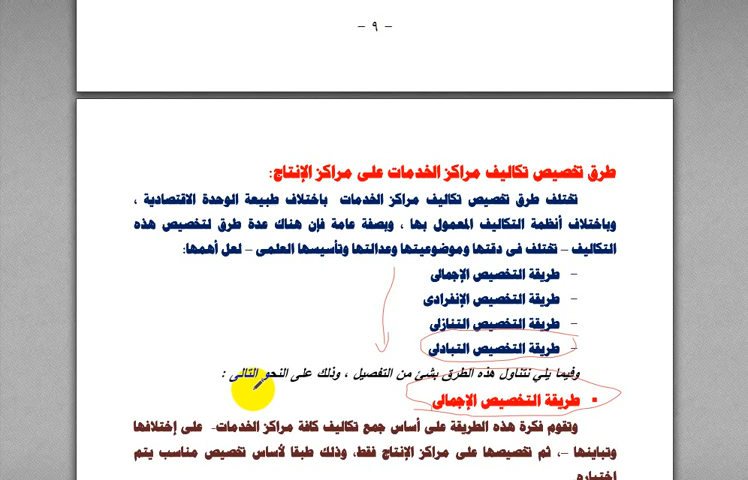 - ٩ -
طرق تخصيص تكاليف مراكز الخدمات على مراكز الإنتاج:
تختلف طرق تخصيص تكاليف مراكز الخدمات باختلاف طبيعة الوحدة الاقتصادية ،
وباختلاف أنظمة التكاليف المعمول بها ، وبصفة عامة فإن هناك عدة طرق لتخصيص هذه
التكاليف – تختلف فى دقتها وموضوعيتها وعدالتها وتأسيسها العلمى – لعل أهمها:
- طريقة التخصيص الإجمالى
- طريقة التخصيص الإنفرادى
- طريقة التخصيص التنازلى
- طريقة التخصيص التبادلى
وفيما يلي نتناول هذه الطرق بشئ من التفصيل ، وذلك على النحو التالى :
▪ طريقة التخصيص الإجمالى
وتقوم فكرة هذه الطريقة على أساس جمع تكاليف كافة مراكز الخدمات- على إختلافها
وتباينها –، ثم تخصيصها على مراكز الإنتاج فقط، وذلك طبقا لأساس تخصيص مناسب يتم
إختياره